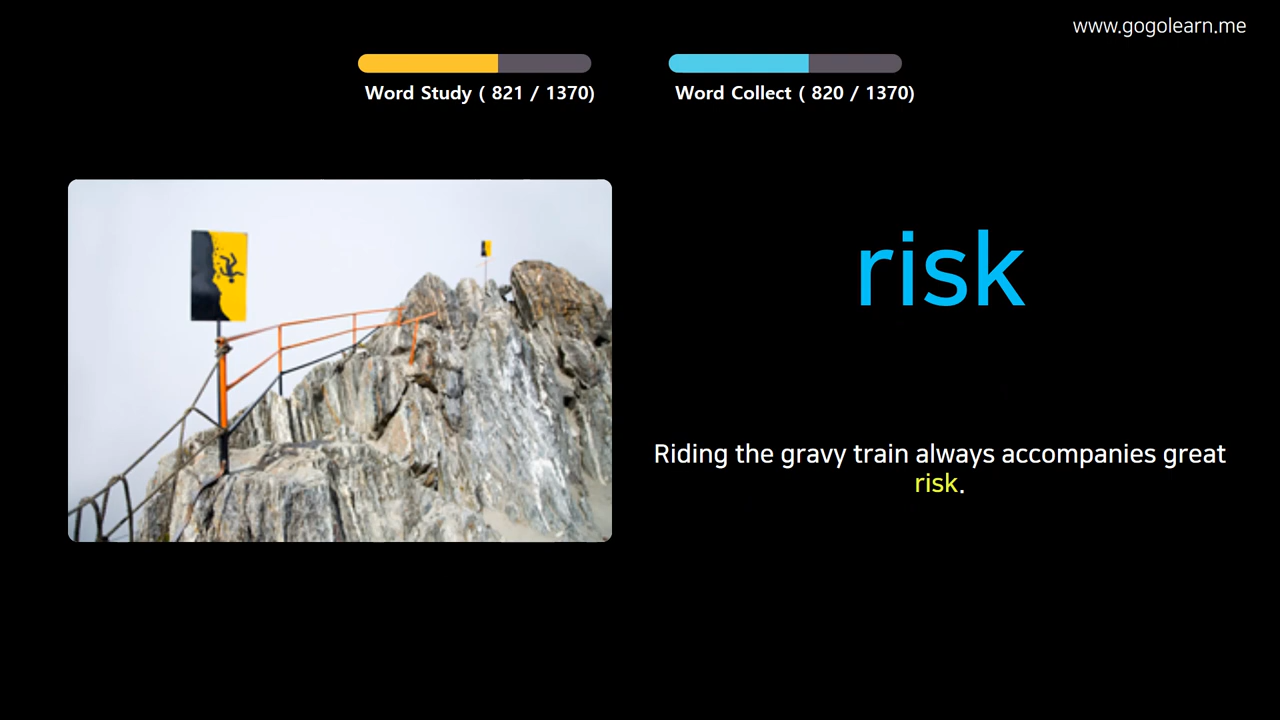 www.gogolearn.me
Word Study ( 821 / 1370)
Word Collect ( 820 / 1370)
risk
Riding the gravy train always accompanies great
risk.